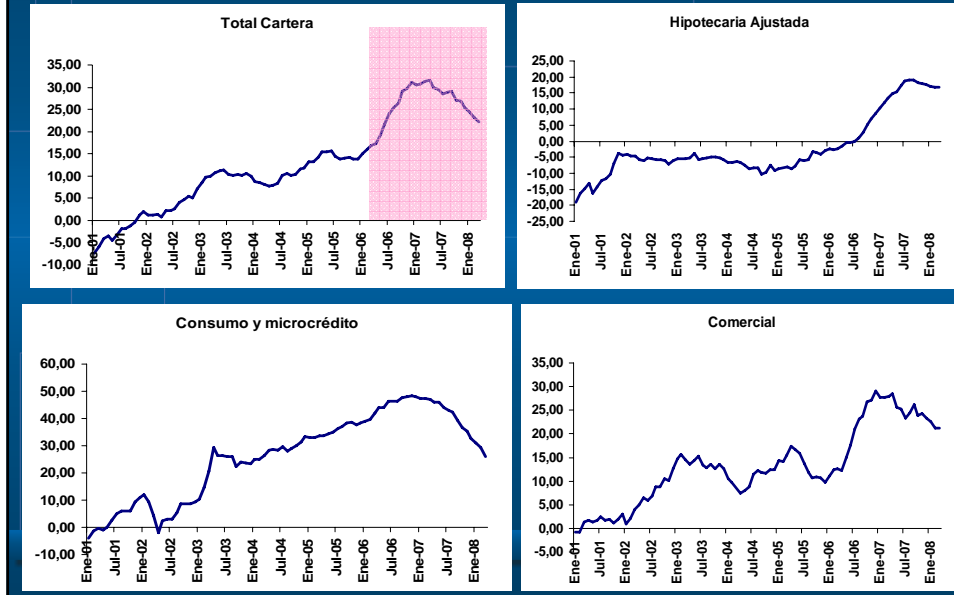 Total Cartera
35,00
30,00
25,00
20,00
15,00
10,00
5,00
0,00
-5,00
-10,00
Ene-01
Jul-01
Ene-02
Jul-02
Ene-03
Jul-03
Ene-04
Jul-04
Ene-05
Jul-05
Ene-06
Jul-06
Ene-07
Jul-07
Ene-08
Hipotecaria Ajustada
25,00
20,00
15,00
10,00
5,00
0,00
-5,00
-10,00
-15,00
-20,00
-25,00
Ene-01
Jul-01
Ene-02
Jul-02
Ene-03
Jul-03
Ene-04
Jul-04
Ene-05
Jul-05
Ene-06
Jul-06
Ene-07
Jul-07
Ene-08
Consumo y microcrédito
60,00
50,00
40,00
30,00
20,00
10,00
0,00
-10,00
Ene-01
Jul-01
Ene-02
Jul-02
Ene-03
Jul-03
Ene-04
Jul-04
Ene-05
Jul-05
Ene-06
Jul-06
Ene-07
Jul-07
Ene-08
Comercial
35,00
30,00
25,00
20,00
15,00
10,00
5,00
0,00
-5,00
Ene-01
Jul-01
Ene-02
Jul-02
Ene-03
Jul-03
Ene-04
Jul-04
Ene-05
Jul-05
Ene-06
Jul-06
Ene-07
Jul-07
Ene-08